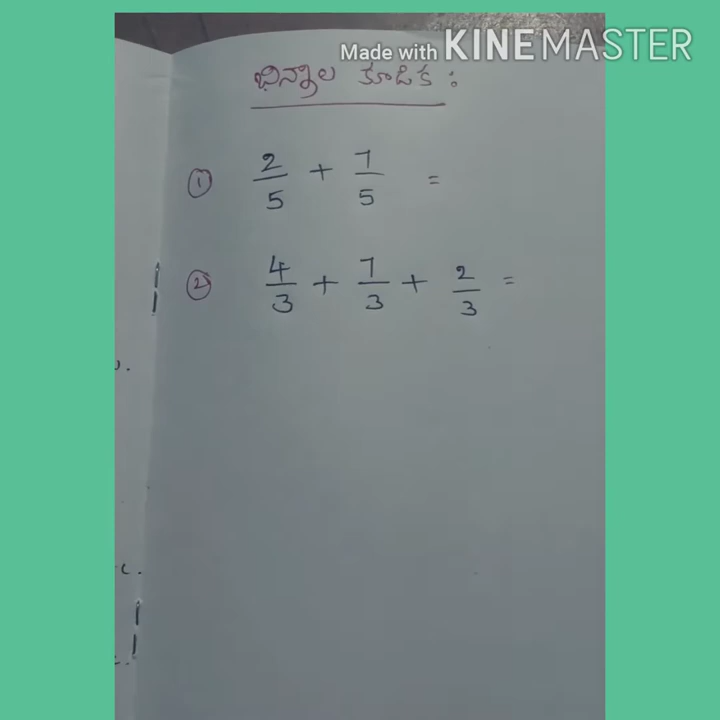 Made with KINEMASTER
భిన్నాల కూడిక :
① 2/5 + 7/5 =
② 4/3 + 7/3 + 2/3 =